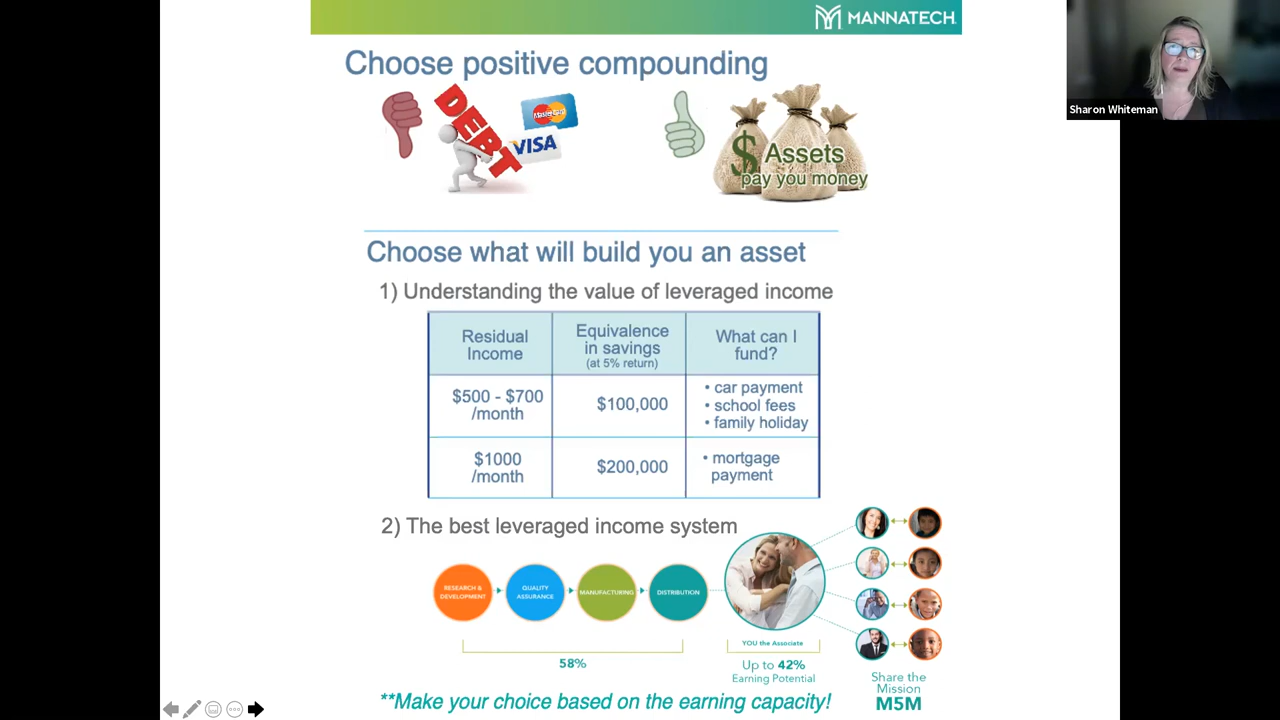 MANNATECH
Sharon Whiteman
Choose positive compounding
DEBT
MasterCard
VISA
$ Assets
pay you money
Choose what will build you an asset
1) Understanding the value of leveraged income
Residual
Income
Equivalence
in savings
(at 5% return)
What can I
fund?
$500 - $700
/month
$100,000
• car payment
• school fees
• family holiday
$1000
/month
$200,000
• mortgage
payment
2) The best leveraged income system
RESEARCH &
DEVELOPMENT
QUALITY
ASSURANCE
MANUFACTURING
DISTRIBUTION
58%
YOU the Associate
Up to 42%
Earning Potential
Share the
Mission
M5M
**Make your choice based on the earning capacity!